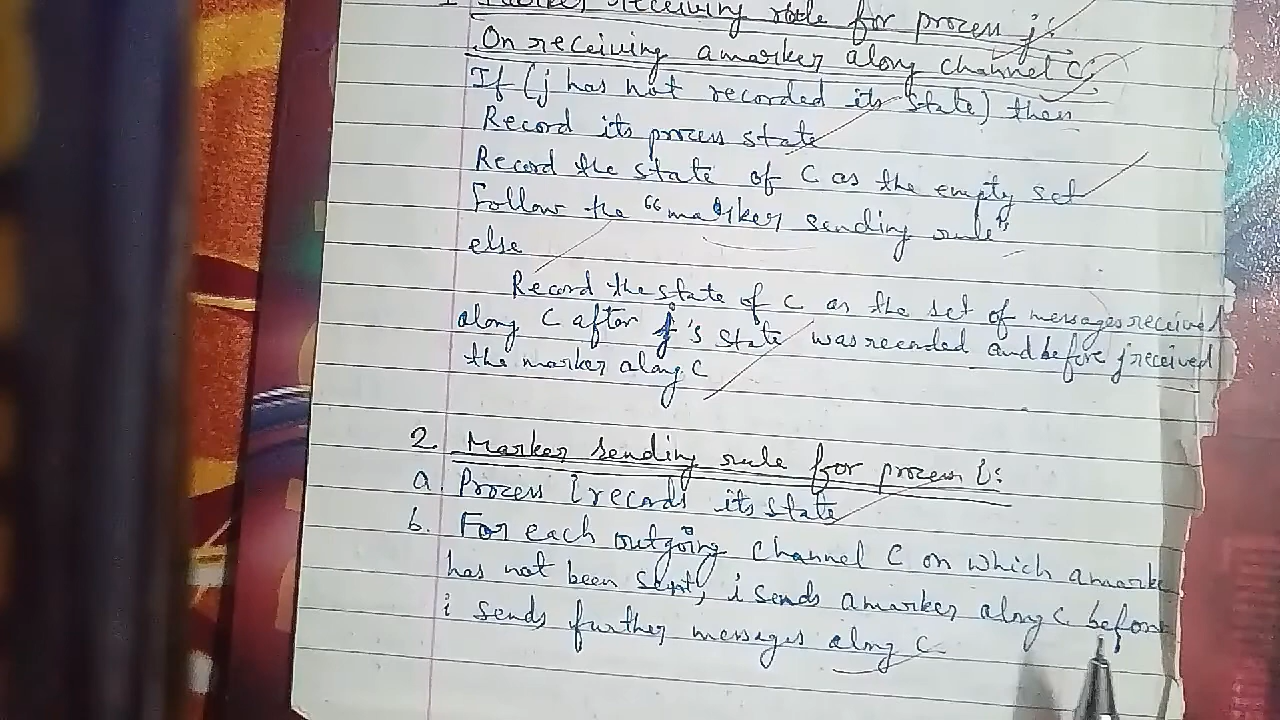 1 Marker receiving rule for process j:
On receiving a marker along channel C:
If (j has not recorded its state) then
Record its process state
Record the state of C as the empty set
Follow the "marker sending rule"
else
Record the state of C as the set of messages received
along C after j's state was recorded and before j received
the marker along C
2. Marker sending rule for process i:
a. Process i records its state
b. For each outgoing channel C on which a marke
has not been sent, i sends a marker along C before
i sends further messages along C